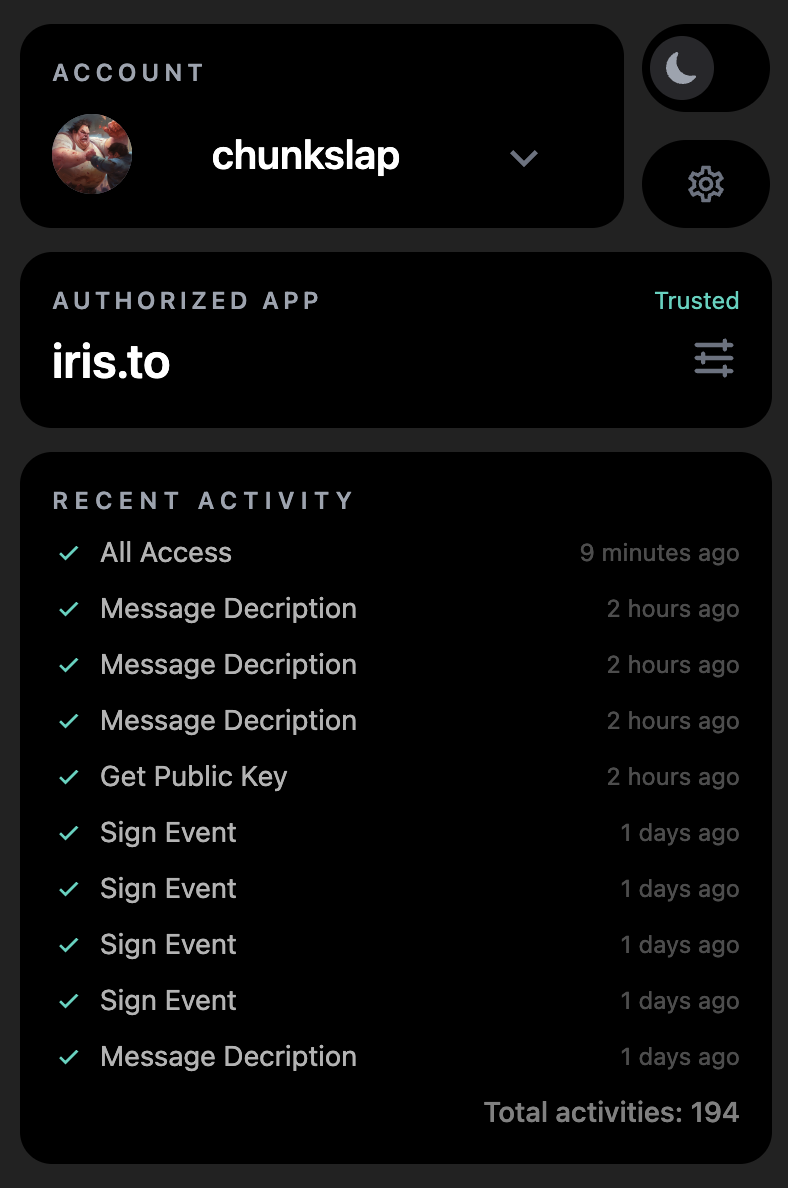 ACCOUNT
chunkslap
AUTHORIZED APP
Trusted
iris.to
RECENT ACTIVITY
All Access 9 minutes ago
Message Decription 2 hours ago
Message Decription 2 hours ago
Message Decription 2 hours ago
Get Public Key 2 hours ago
Sign Event 1 days ago
Sign Event 1 days ago
Sign Event 1 days ago
Sign Event 1 days ago
Message Decription 1 days ago
Total activities: 194